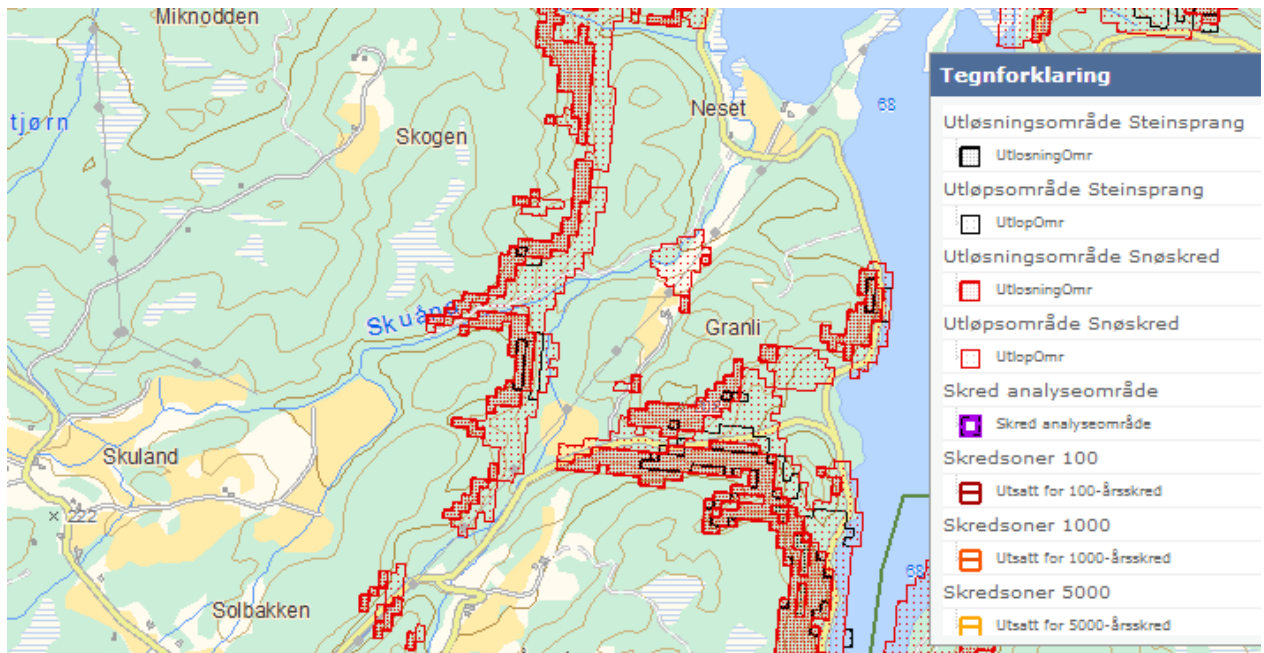 Miknodden
tjørn
Skogen
Neset
68
Skuåna
Granli
Skuland
222
Solbakken
68
Tegnforklaring
Utløsningsområde Steinsprang
UtlosningOmr
Utløpsområde Steinsprang
UtlopOmr
Utløsningsområde Snøskred
UtlosningOmr
Utløpsområde Snøskred
UtlopOmr
Skred analyseområde
Skred analyseområde
Skredsoner 100
Utsatt for 100-årsskred
Skredsoner 1000
Utsatt for 1000-årsskred
Skredsoner 5000
Utsatt for 5000-årsskred